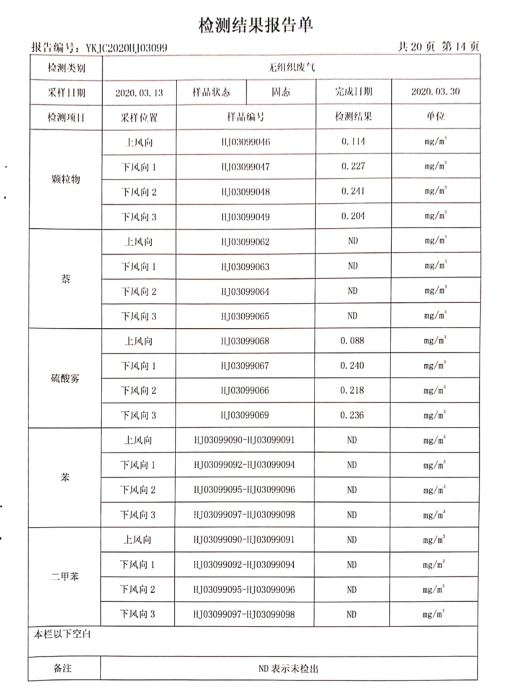 检测结果报告单
报告编号：YKJC2020HJ03099 共 20 页 第 14 页
检测类别 无组织废气
采样日期 2020.03.13 样品状态 固态 完成日期 2020.03.30
检测项目 采样位置 样品编号 检测结果 单位
颗粒物 上风向 HJ03099046 0.114 mg/m³
下风向 1 HJ03099047 0.227 mg/m³
下风向 2 HJ03099048 0.241 mg/m³
下风向 3 HJ03099049 0.204 mg/m³
萘 上风向 HJ03099062 ND mg/m³
下风向 1 HJ03099063 ND mg/m³
下风向 2 HJ03099064 ND mg/m³
下风向 3 HJ03099065 ND mg/m³
硫酸雾 上风向 HJ03099068 0.088 mg/m³
下风向 1 HJ03099067 0.240 mg/m³
下风向 2 HJ03099066 0.218 mg/m³
下风向 3 HJ03099069 0.236 mg/m³
苯 上风向 HJ03099090-HJ03099091 ND mg/m³
下风向 1 HJ03099092-HJ03099094 ND mg/m³
下风向 2 HJ03099095-HJ03099096 ND mg/m³
下风向 3 HJ03099097-HJ03099098 ND mg/m³
二甲苯 上风向 HJ03099090-HJ03099091 ND mg/m³
下风向 1 HJ03099092-HJ03099094 ND mg/m³
下风向 2 HJ03099095-HJ03099096 ND mg/m³
下风向 3 HJ03099097-HJ03099098 ND mg/m³
本栏以下空白
备注 ND 表示未检出